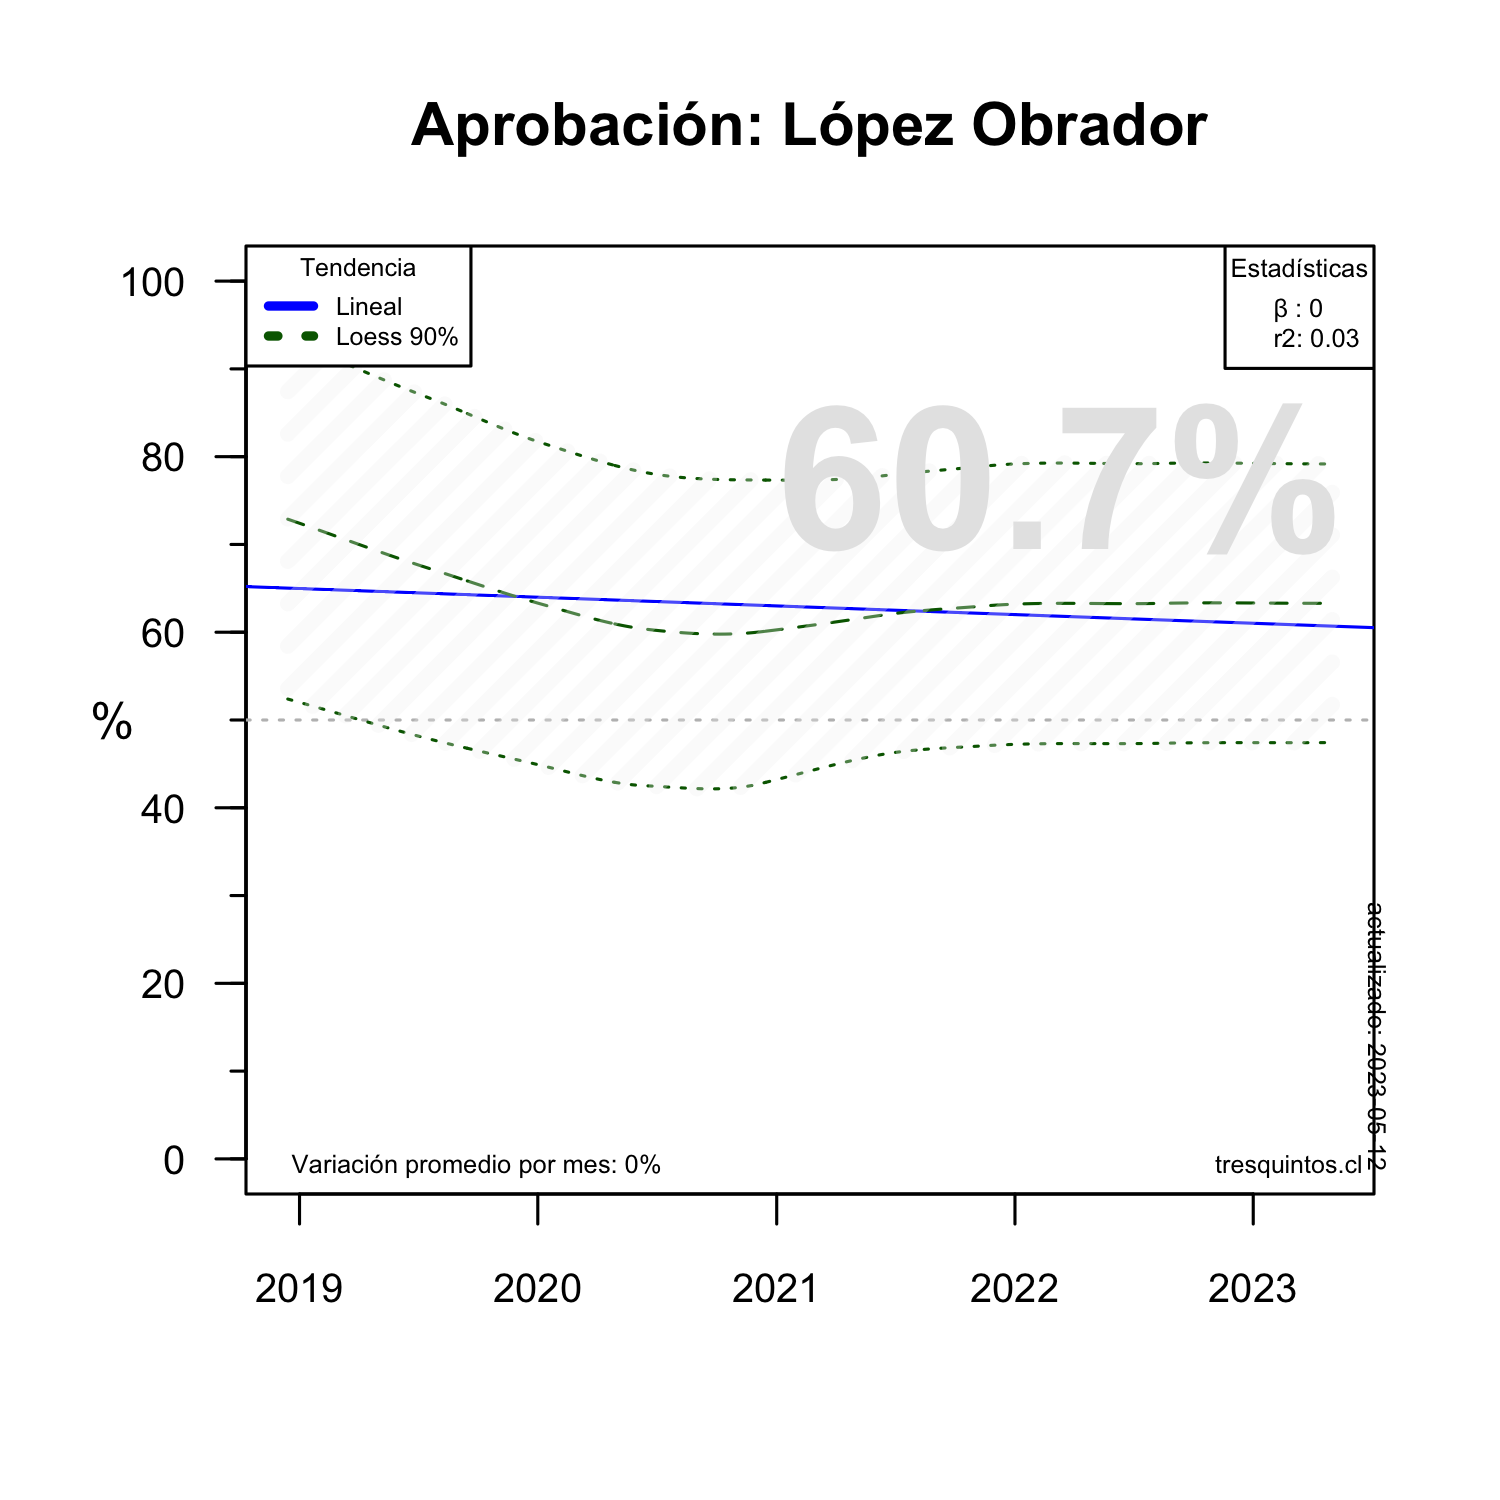 Aprobación: López Obrador
Tendencia
Lineal
Loess 90%
Estadísticas
β : 0
r2: 0.03
60.7%
100
80
60
40
20
0
%
actualizado: 2023-05-12
Variación promedio por mes: 0%
tresquintos.cl
2019
2020
2021
2022
2023